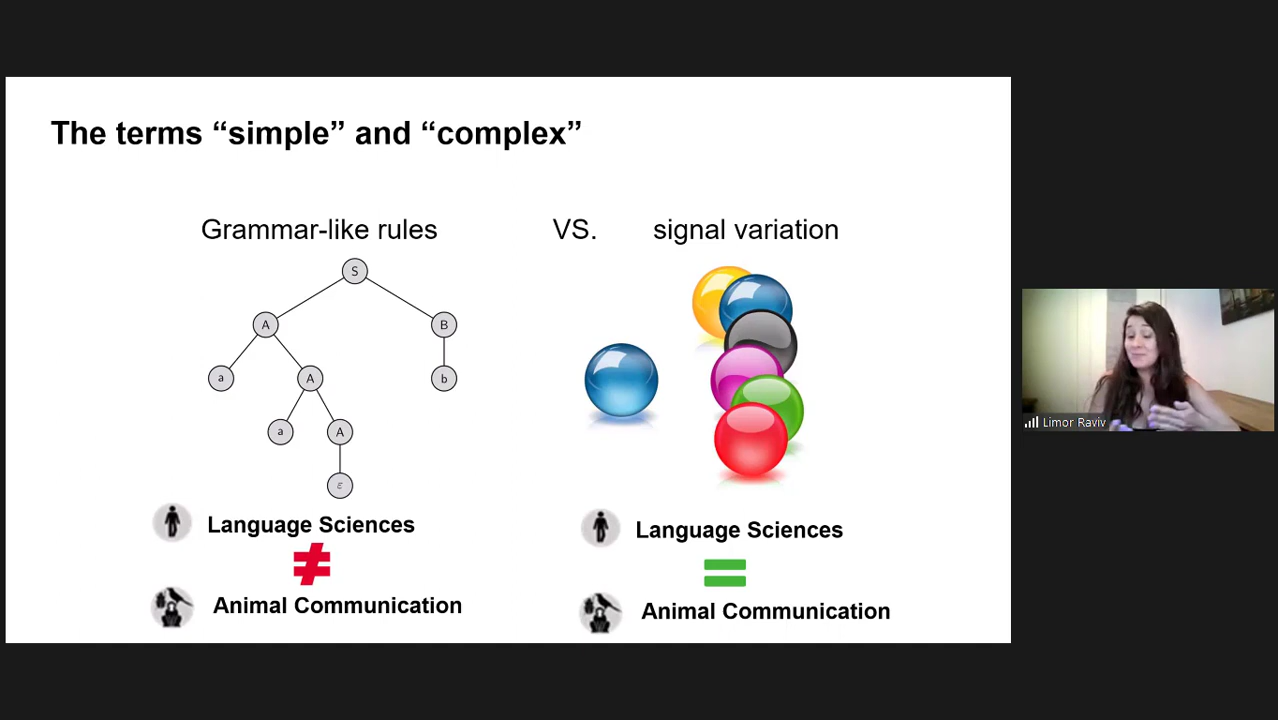 The terms “simple” and “complex”
Grammar-like rules VS. signal variation
S
A B
a A b
a A
ε
Language Sciences
≠
Animal Communication
Language Sciences
=
Animal Communication
Limor Raviv